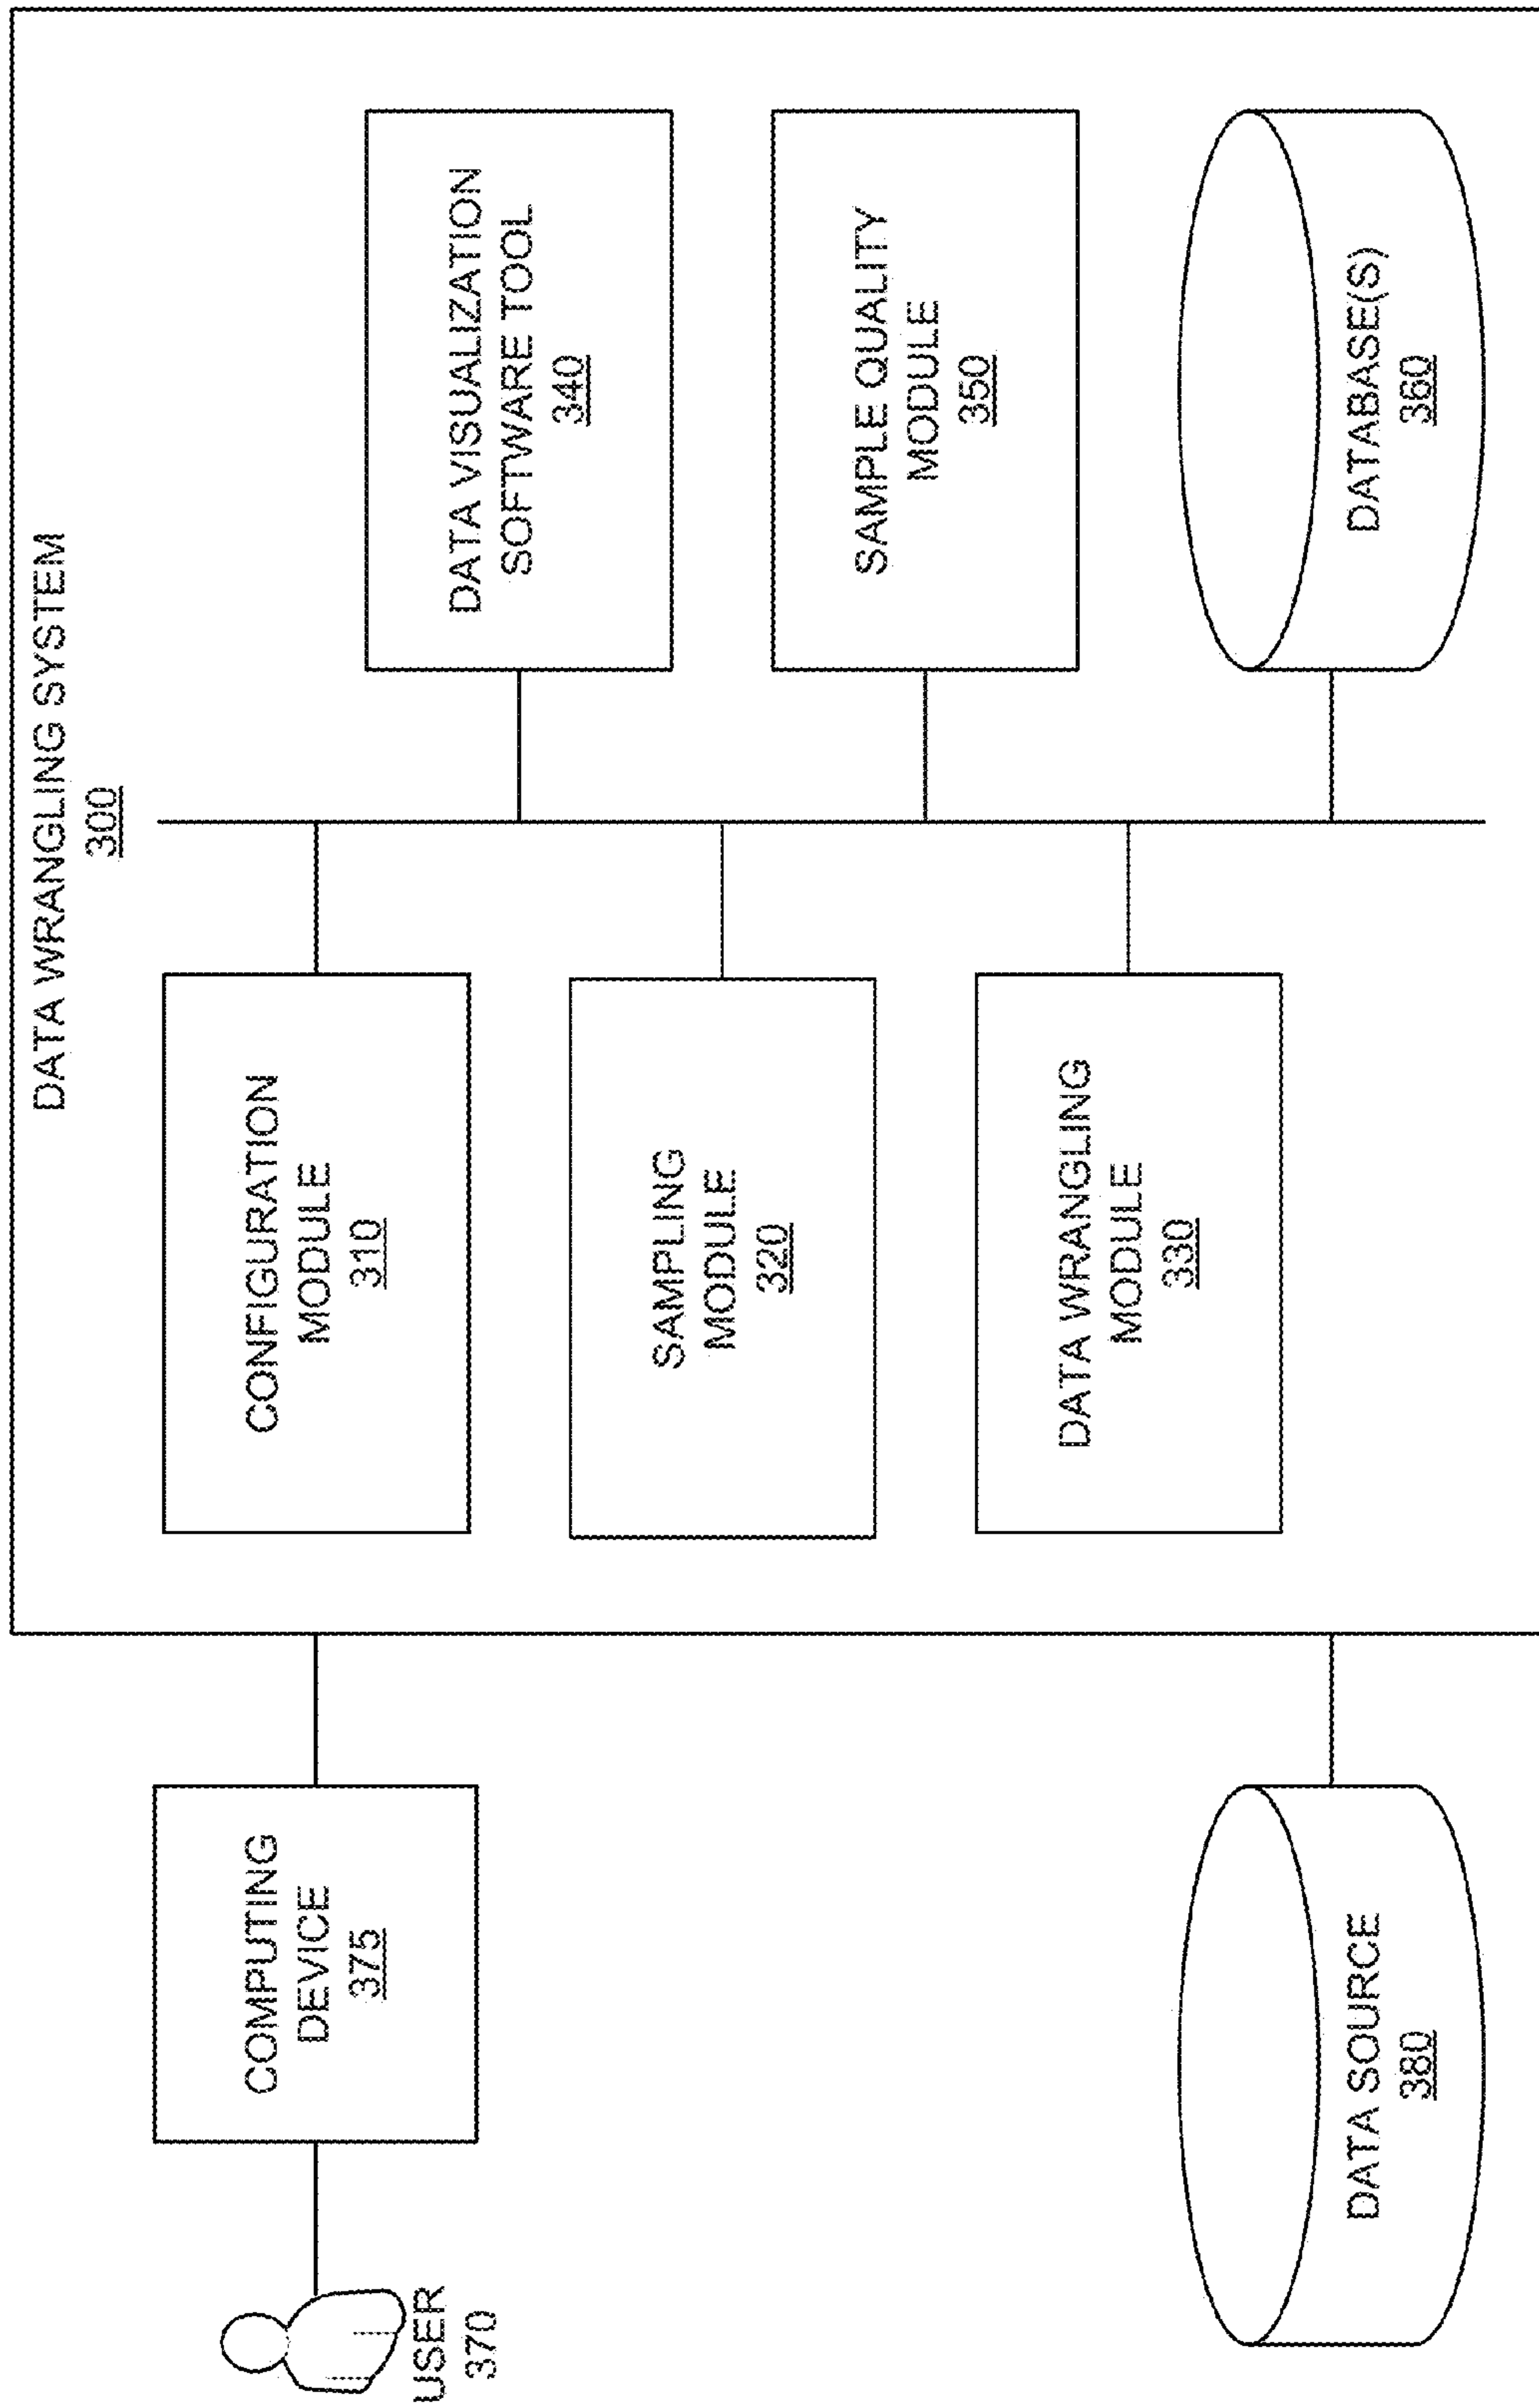 DATA WRANGLING SYSTEM
300
USER
370
COMPUTING
DEVICE
375
CONFIGURATION
MODULE
310
DATA VISUALIZATION
SOFTWARE TOOL
340
SAMPLING
MODULE
320
SAMPLE QUALITY
MODULE
350
DATA WRANGLING
MODULE
330
DATA SOURCE
380
DATABASE(S)
360